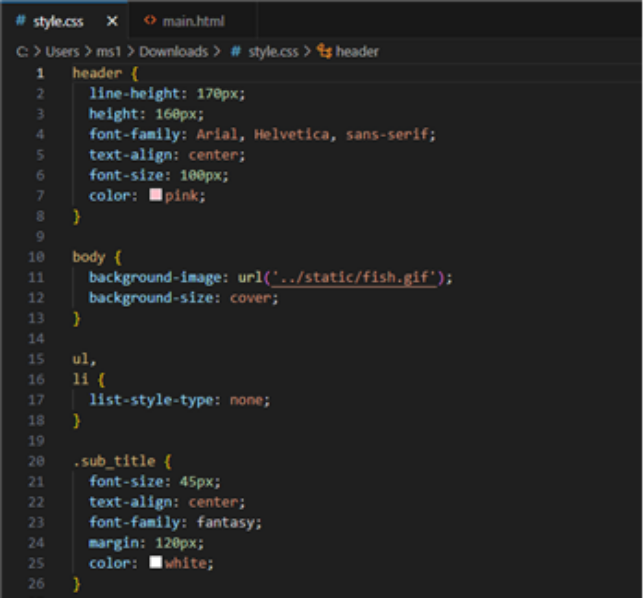 # style.css × <> main.html
C: > Users > ms1 > Downloads > # style.css > header
1 header {
2 line-height: 170px;
3 height: 160px;
4 font-family: Arial, Helvetica, sans-serif;
5 text-align: center;
6 font-size: 100px;
7 color: pink;
8 }
9
10 body {
11 background-image: url('../static/fish.gif');
12 background-size: cover;
13 }
14
15 ul,
16 li {
17 list-style-type: none;
18 }
19
20 .sub_title {
21 font-size: 45px;
22 text-align: center;
23 font-family: fantasy;
24 margin: 120px;
25 color: white;
26 }